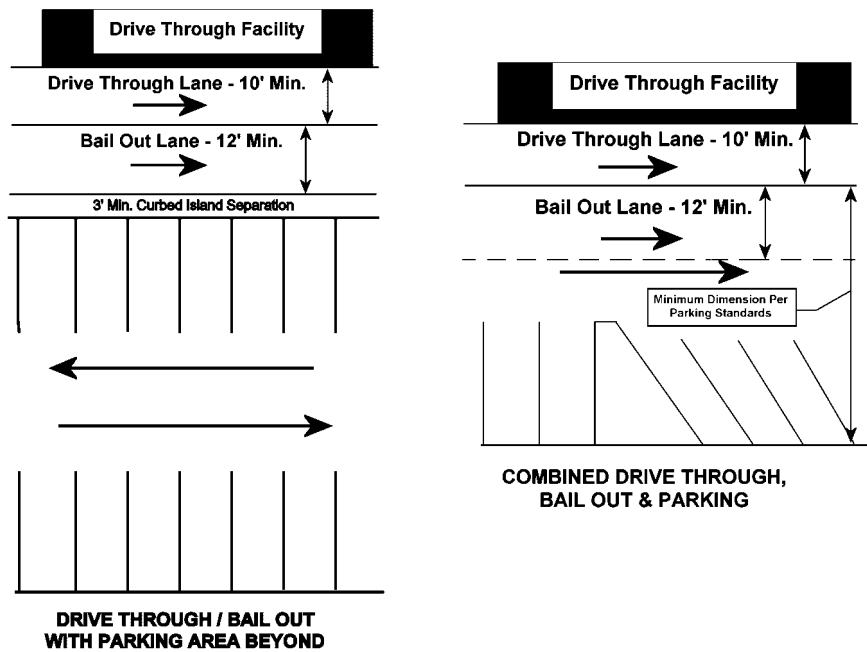 Drive Through Facility
Drive Through Lane - 10' Min.
Bail Out Lane - 12' Min.
3' Min. Curbed Island Separation
DRIVE THROUGH / BAIL OUT
WITH PARKING AREA BEYOND
Drive Through Facility
Drive Through Lane - 10' Min.
Bail Out Lane - 12' Min.
Minimum Dimension Per
Parking Standards
COMBINED DRIVE THROUGH,
BAIL OUT & PARKING